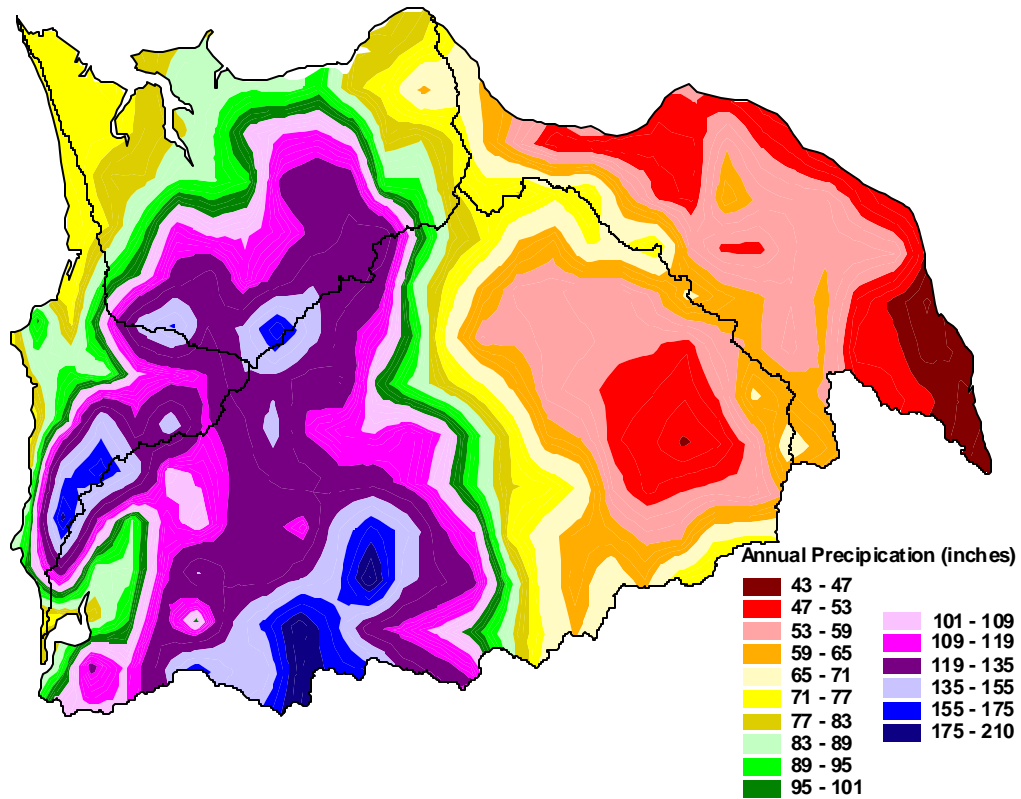 Annual Precipication (inches)
43 - 47
47 - 53
53 - 59
59 - 65
65 - 71
71 - 77
77 - 83
83 - 89
89 - 95
95 - 101
101 - 109
109 - 119
119 - 135
135 - 155
155 - 175
175 - 210